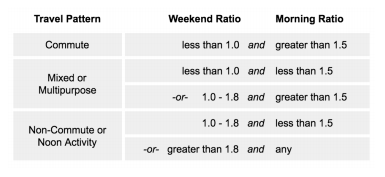 Travel Pattern Weekend Ratio Morning Ratio
Commute less than 1.0 and greater than 1.5
Mixed or
Multipurpose
less than 1.0 and less than 1.5
-or- 1.0 - 1.8 and greater than 1.5
Non-Commute or
Noon Activity
1.0 - 1.8 and less than 1.5
-or- greater than 1.8 and any